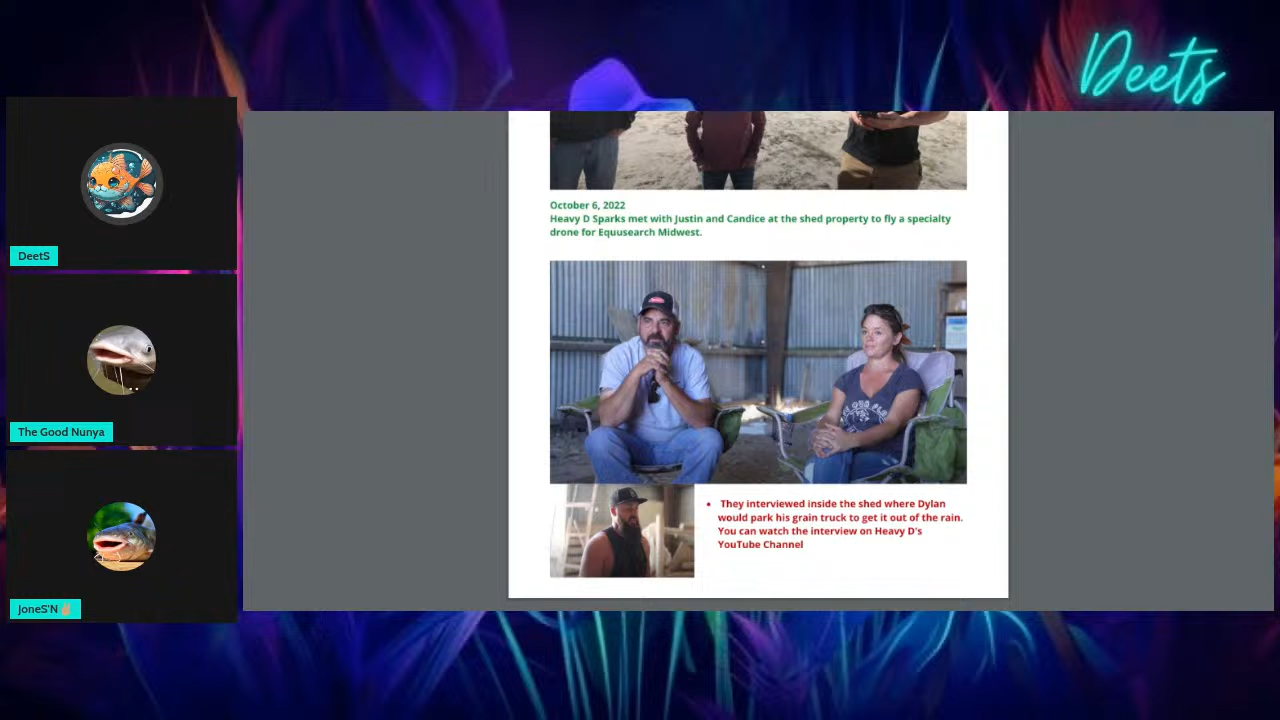 Deets
DeetS
The Good Nunya
JoneS'N ✌🏼
October 6, 2022
Heavy D Sparks met with Justin and Candice at the shed property to fly a specialty
drone for Equusearch Midwest.
They interviewed inside the shed where Dylan
would park his grain truck to get it out of the rain.
You can watch the interview on Heavy D's
YouTube Channel